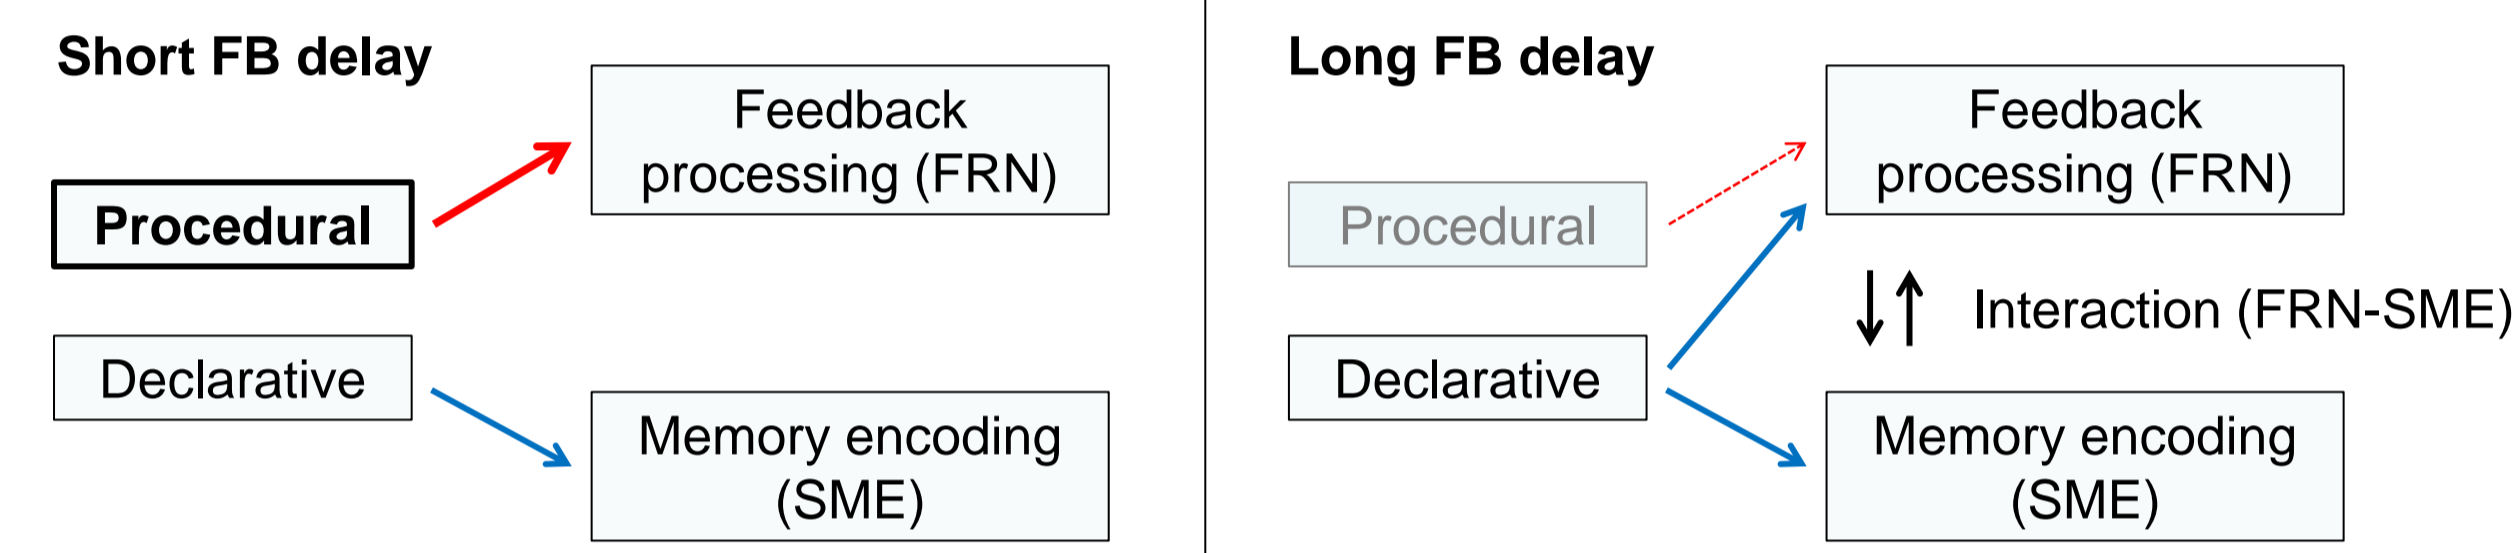 Short FB delay
Feedback
processing (FRN)
Procedural
Declarative
Memory encoding
(SME)
Long FB delay
Feedback
processing (FRN)
Procedural
Interaction (FRN-SME)
Declarative
Memory encoding
(SME)